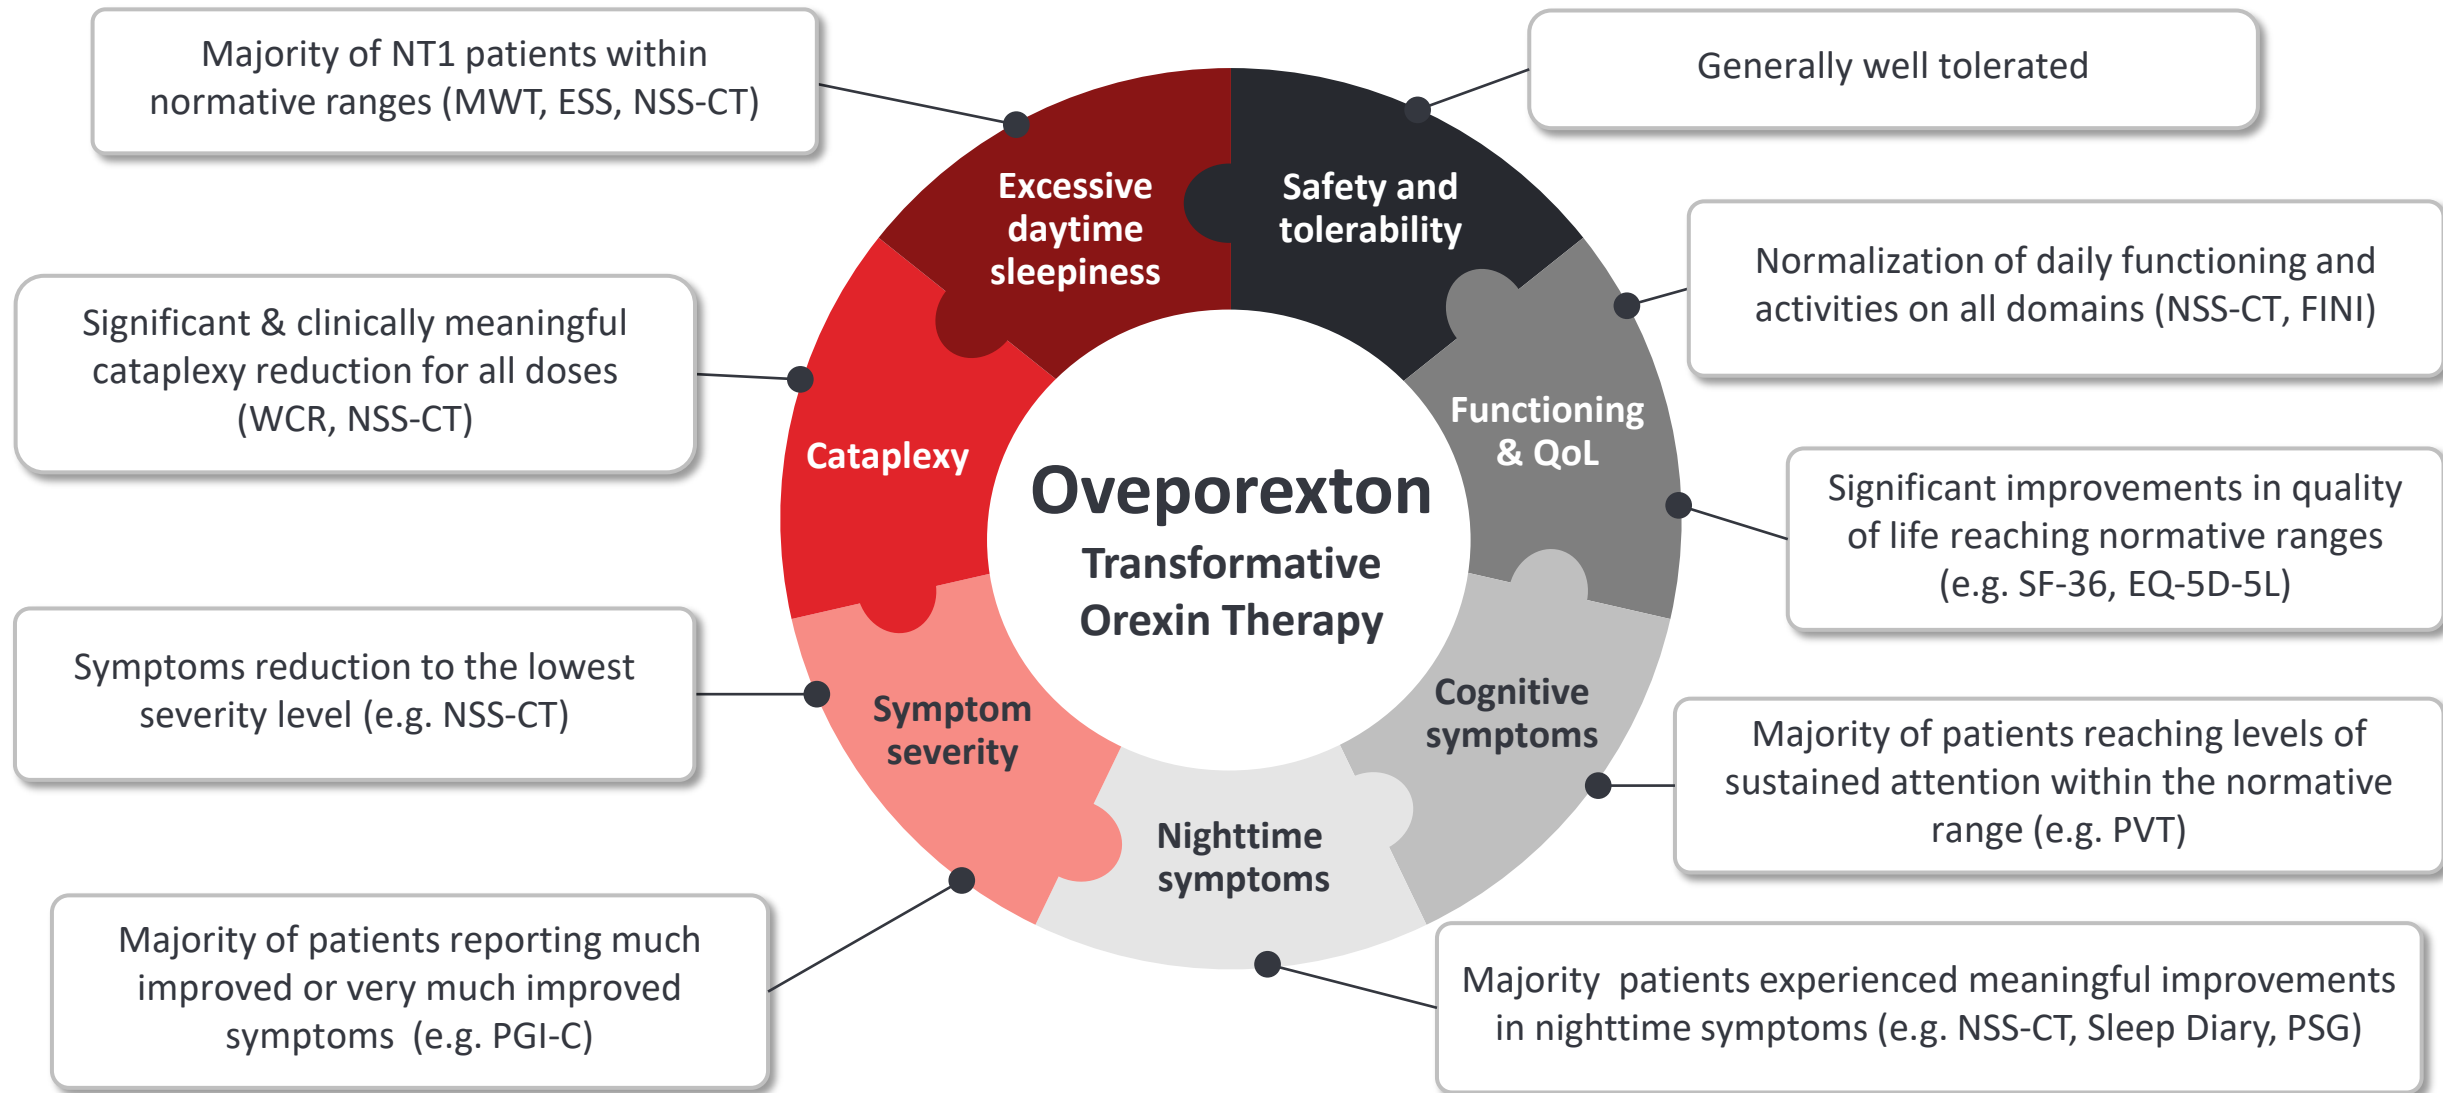 Majority of NT1 patients within
normative ranges (MWT, ESS, NSS-CT)
Generally well tolerated
Excessive
daytime
sleepiness
Safety and
tolerability
Normalization of daily functioning and
activities on all domains (NSS-CT, FINI)
Significant & clinically meaningful
cataplexy reduction for all doses
(WCR, NSS-CT)
Cataplexy
Functioning
& QoL
Oveporexton
Transformative
Orexin Therapy
Significant improvements in quality
of life reaching normative ranges
(e.g. SF-36, EQ-5D-5L)
Symptoms reduction to the lowest
severity level (e.g. NSS-CT)
Symptom
severity
Cognitive
symptoms
Majority of patients reaching levels of
sustained attention within the normative
range (e.g. PVT)
Nighttime
symptoms
Majority of patients reporting much
improved or very much improved
symptoms  (e.g. PGI-C)
Majority  patients experienced meaningful improvements
in nighttime symptoms (e.g. NSS-CT, Sleep Diary, PSG)